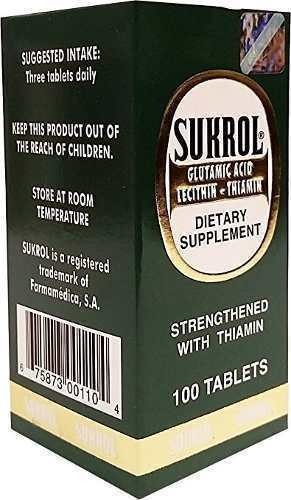 SUGGESTED INTAKE:
Three tablets daily
KEEP THIS PRODUCT OUT OF
THE REACH OF CHILDREN.
STORE AT ROOM
TEMPERATURE
SUKROL is a registered
trademark of
Farmamédica, S.A.
6 75873 00110 4
SUKROL
SUKROL®
GLUTAMIC ACID
LECITHIN - THIAMIN
DIETARY
SUPPLEMENT
STRENGTHENED
WITH THIAMIN
100 TABLETS
SUKROL SUKROL